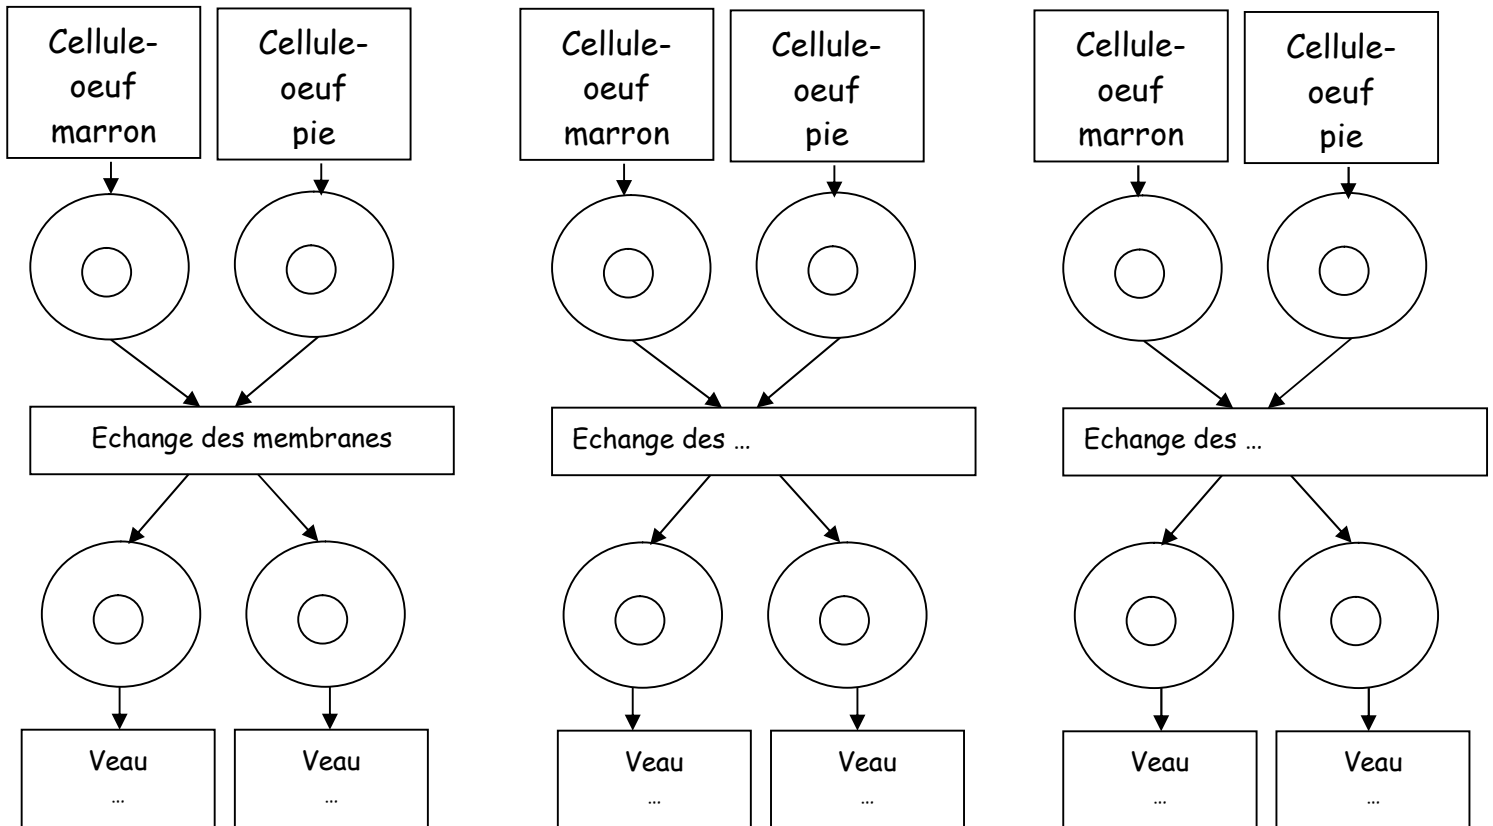 Cellule-
oeuf
marron
Cellule-
oeuf
pie
Cellule-
oeuf
marron
Cellule-
oeuf
pie
Cellule-
oeuf
marron
Cellule-
oeuf
pie
Echange des membranes
Echange des ...
Echange des ...
Veau
...
Veau
...
Veau
...
Veau
...
Veau
...
Veau
...